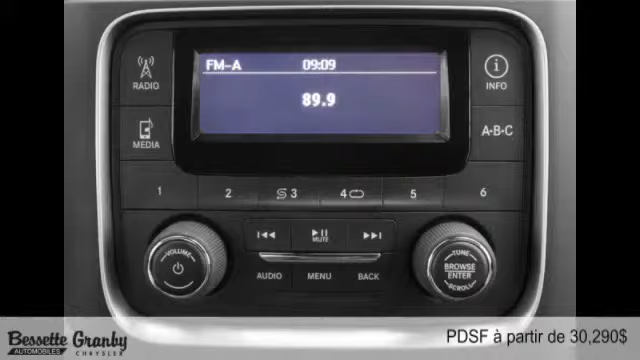 FM-A 09:09
89.9
RADIO
MEDIA
INFO
A-B-C
1 2 3 4 5 6
MUTE
AUDIO MENU BACK
VOLUME
TUNE
BROWSE
ENTER
SCROLL
Bessette Granby
AUTOMOBILES CHRYSLER
PDSF à partir de 30,290$